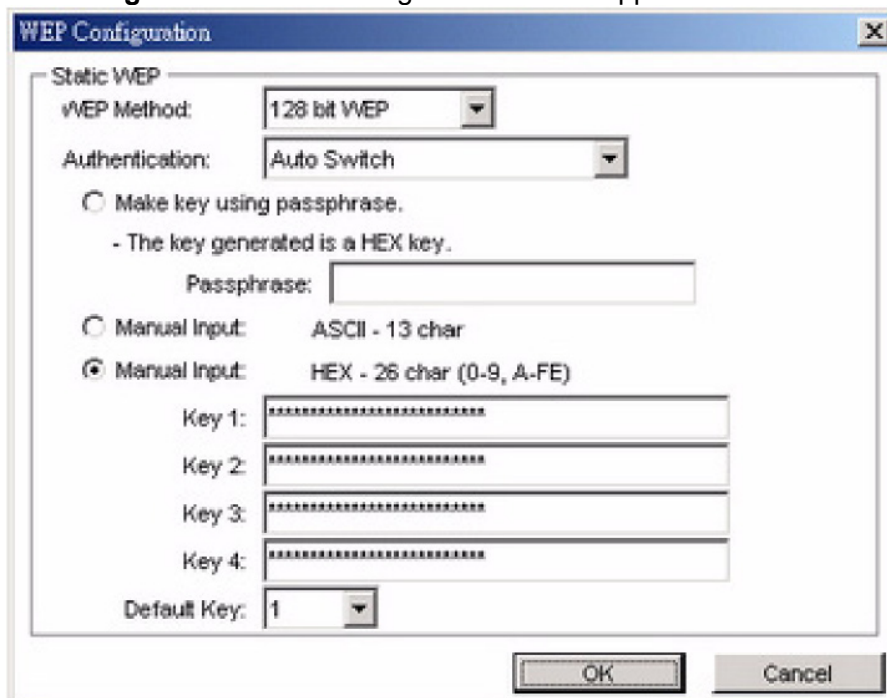 WEP Configuration
Static WEP
WEP Method: 128 bit WEP
Authentication: Auto Switch
Make key using passphrase.
- The key generated is a HEX key.
Passphrase:
Manual Input: ASCII - 13 char
Manual Input: HEX - 26 char (0-9, A-FE)
Key 1: **************************
Key 2: **************************
Key 3: **************************
Key 4: **************************
Default Key: 1
OK Cancel